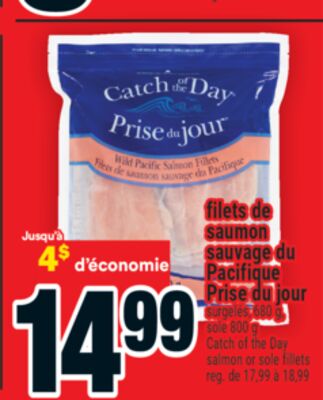 Catch of the Day
Prise du jour
Wild Pacific Salmon Fillets
Filets de saumon sauvage du Pacifique
Jusqu'à
4$ d'économie
14.99
filets de
saumon
sauvage du
Pacifique
Prise du jour
surgelés, 680 g,
sole 800 g
Catch of the Day
salmon or sole fillets
reg. de 17,99 à 18,99